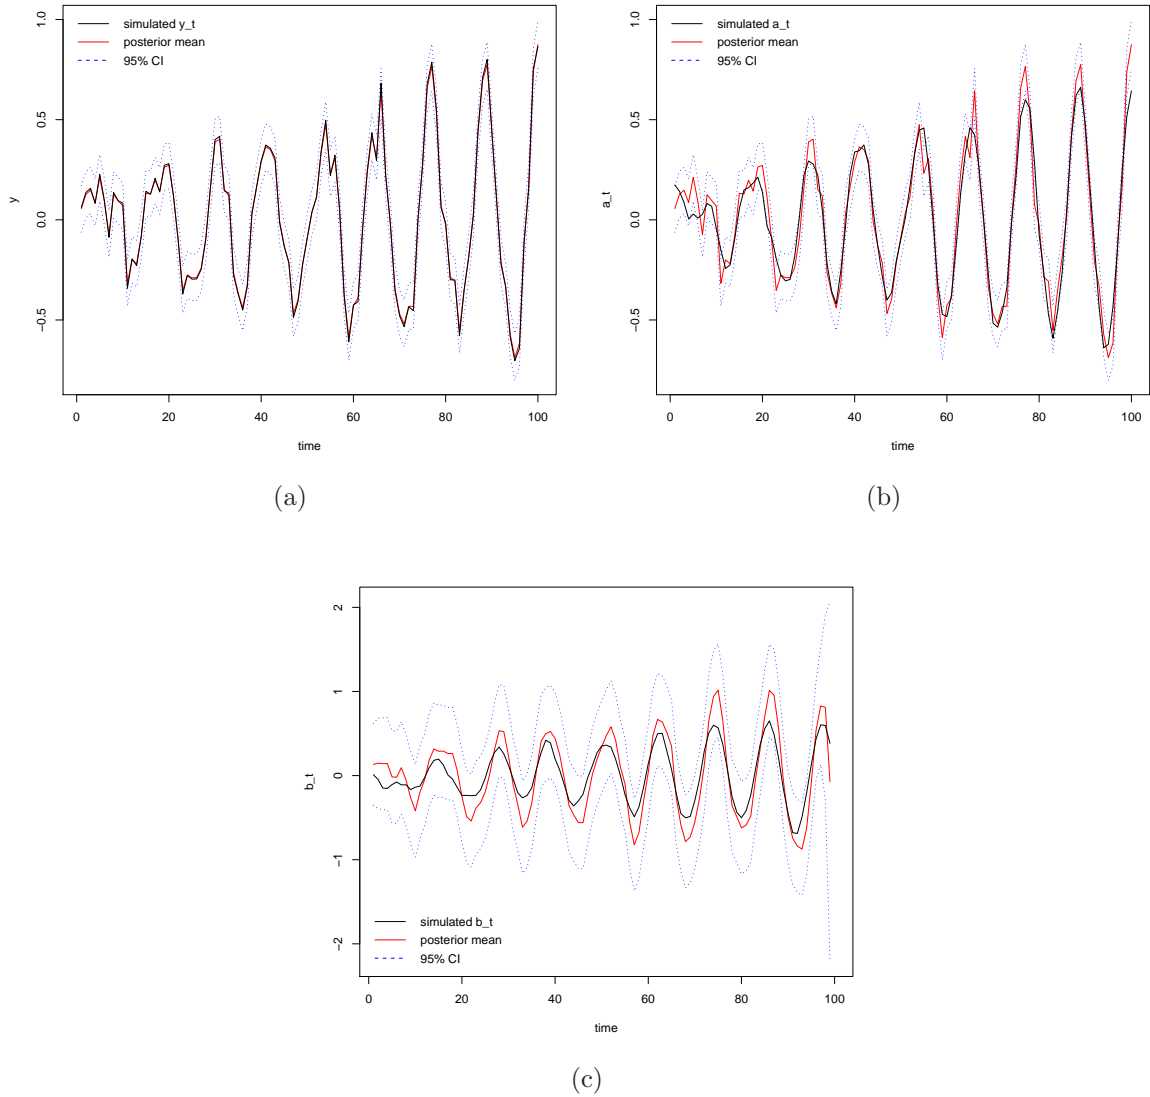 simulated y_t
posterior mean
95% CI
y
1.0
0.5
0.0
−0.5
0 20 40 60 80 100
time
(a)
simulated a_t
posterior mean
95% CI
a_t
1.0
0.5
0.0
−0.5
0 20 40 60 80 100
time
(b)
b_t
2
1
0
−1
−2
simulated b_t
posterior mean
95% CI
0 20 40 60 80 100
time
(c)